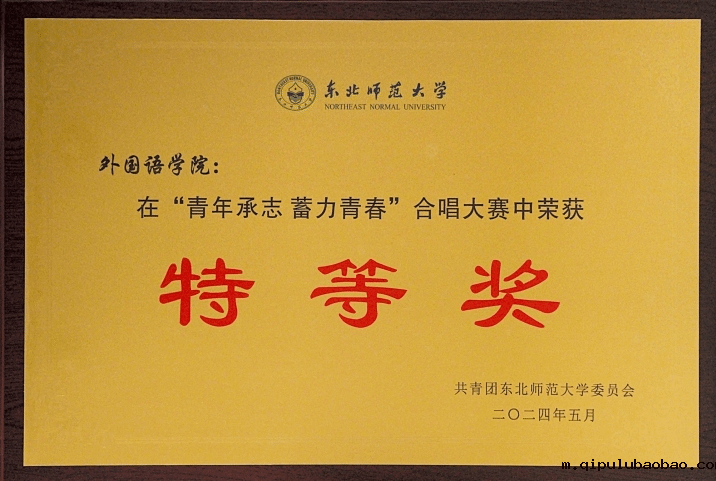 东北师范大学
NORTHEAST NORMAL UNIVERSITY
外国语学院：
在“青年承志 蓄力青春”合唱大赛中荣获
特等奖
共青团东北师范大学委员会
二〇二四年五月
m.qipulubaobao.com